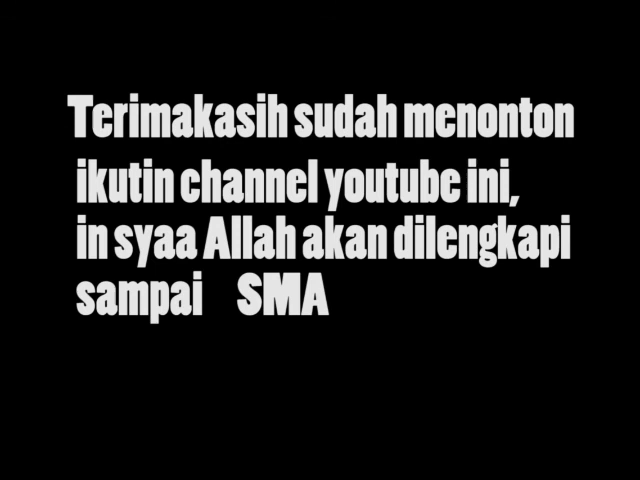 Terimakasih sudah menonton
ikutin channel youtube ini,
in syaa Allah akan dilengkapi
sampai SMA